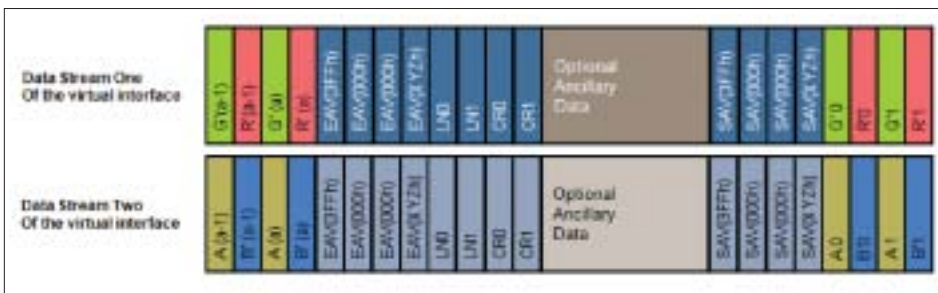 Data Stream One
Of the virtual interface
G'(a-1)
R'(a-1)
G' (a)
R' (a)
EAV(3FFh)
EAV(000h)
EAV(000h)
EAV(XYZh)
LN0
LN1
CR0
CR1
Optional
Ancillary
Data
SAV(3FFh)
SAV(000h)
SAV(000h)
SAV(XYZh)
G'0
R'0
G'1
R'1
Data Stream Two
Of the virtual interface
A (a-1)
B' (a-1)
A (a)
B' (a)
EAV(3FFh)
EAV(000h)
EAV(000h)
EAV(XYZh)
LN0
LN1
CR0
CR1
Optional
Ancillary
Data
SAV(3FFh)
SAV(000h)
SAV(000h)
SAV(XYZh)
A 0
B'0
A 1
B'1